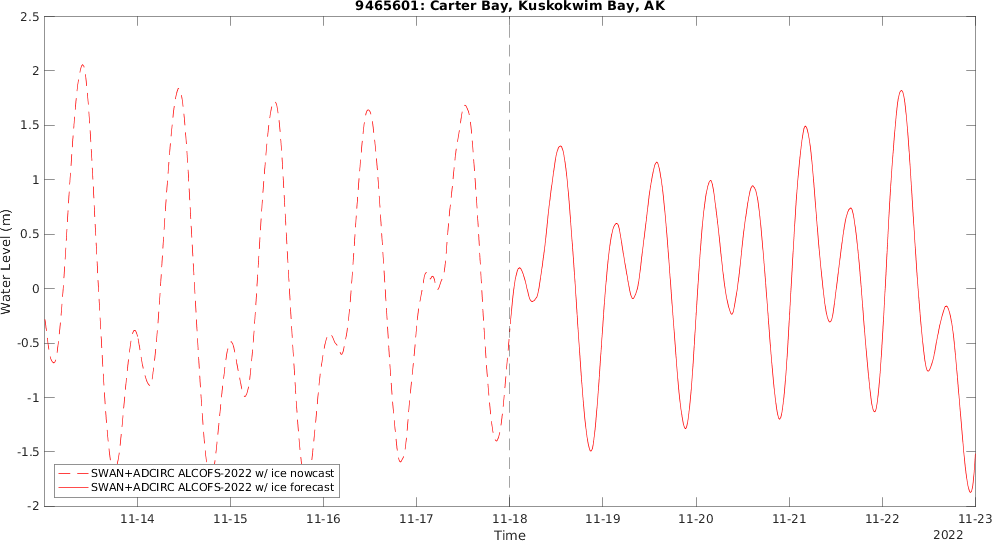 9465601: Carter Bay, Kuskokwim Bay, AK
2.5
2
1.5
1
0.5
0
-0.5
-1
-1.5
-2
Water Level (m)
SWAN+ADCIRC ALCOFS-2022 w/ ice nowcast
SWAN+ADCIRC ALCOFS-2022 w/ ice forecast
11-14 11-15 11-16 11-17 11-18 11-19 11-20 11-21 11-22 11-23
Time
2022